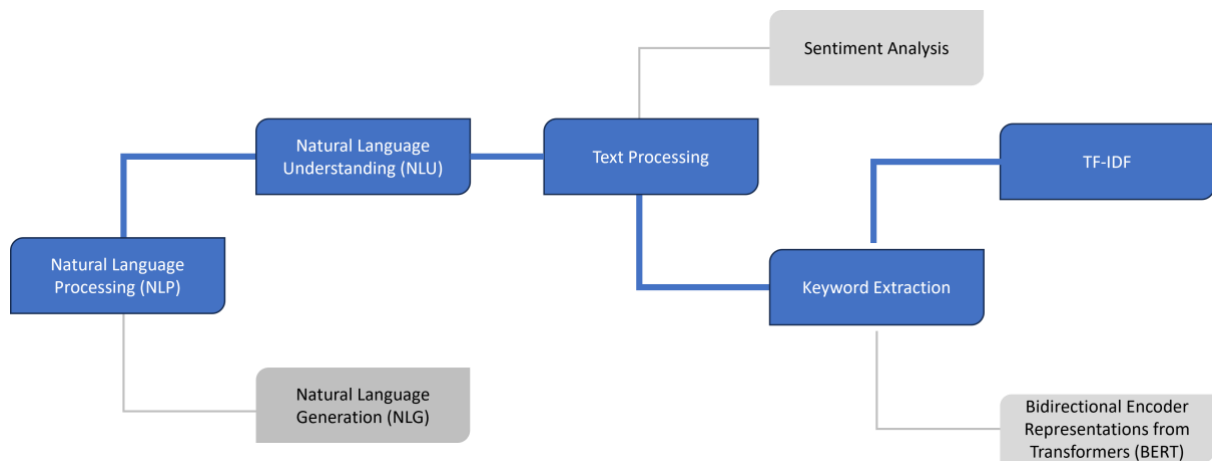 Sentiment Analysis
Natural Language
Understanding (NLU)
Text Processing
TF-IDF
Natural Language
Processing (NLP)
Keyword Extraction
Natural Language
Generation (NLG)
Bidirectional Encoder
Representations from
Transformers (BERT)